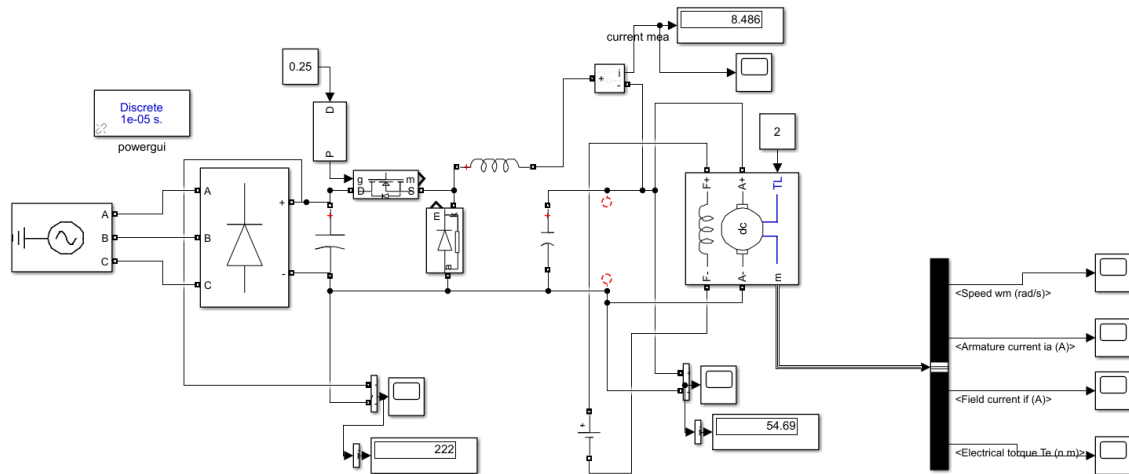 8.486
current mea
i
+
-
0.25
Discrete
1e-05 s.
powergui
D
P
2
g
m
D
S
+
F+
A+
TL
A
B
C
A
B
C
+
-
+
m
k
a
+
dc
F-
A-
m
<Speed wm (rad/s)>
<Armature current ia (A)>
<Field current if (A)>
<Electrical torque Te (n m)>
+
54.69
222